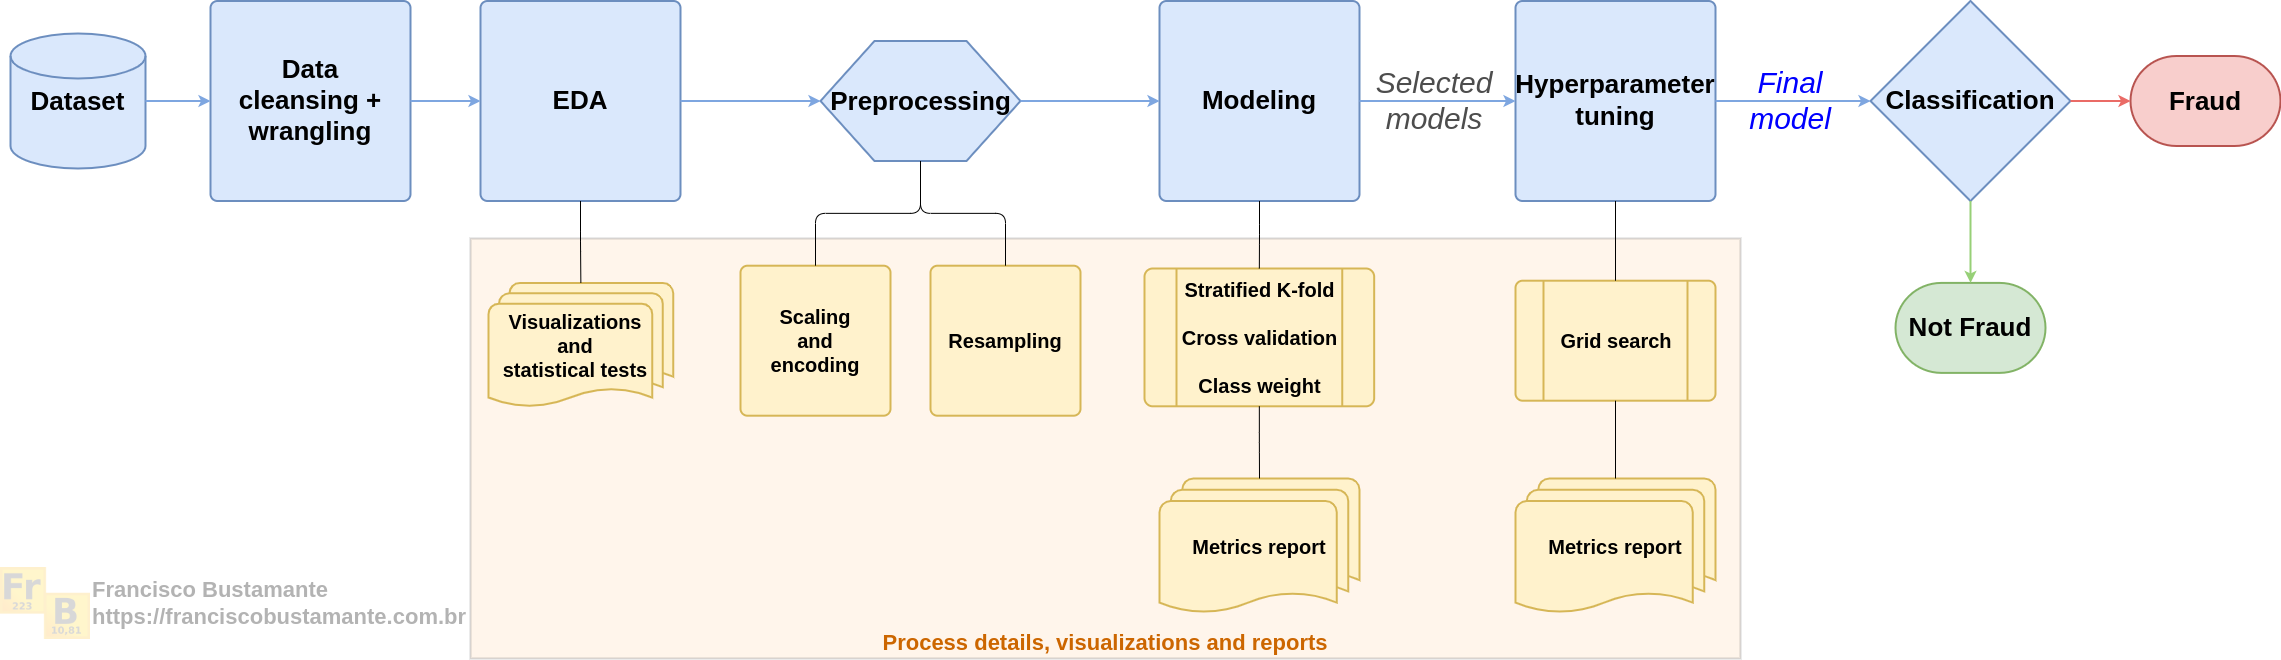 Dataset
Data
cleansing +
wrangling
EDA
Preprocessing
Modeling
Selected
models
Hyperparameter
tuning
Final
model
Classification
Fraud
Not Fraud
Visualizations
and
statistical tests
Scaling
and
encoding
Resampling
Stratified K-fold
Cross validation
Class weight
Grid search
Metrics report
Metrics report
Process details, visualizations and reports
Fr
223
B
10,81
Francisco Bustamante
https://franciscobustamante.com.br